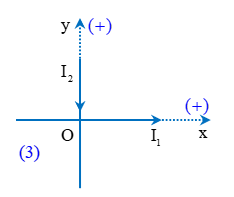 y (+)
I₂
(+)
O I₁ x
(3)